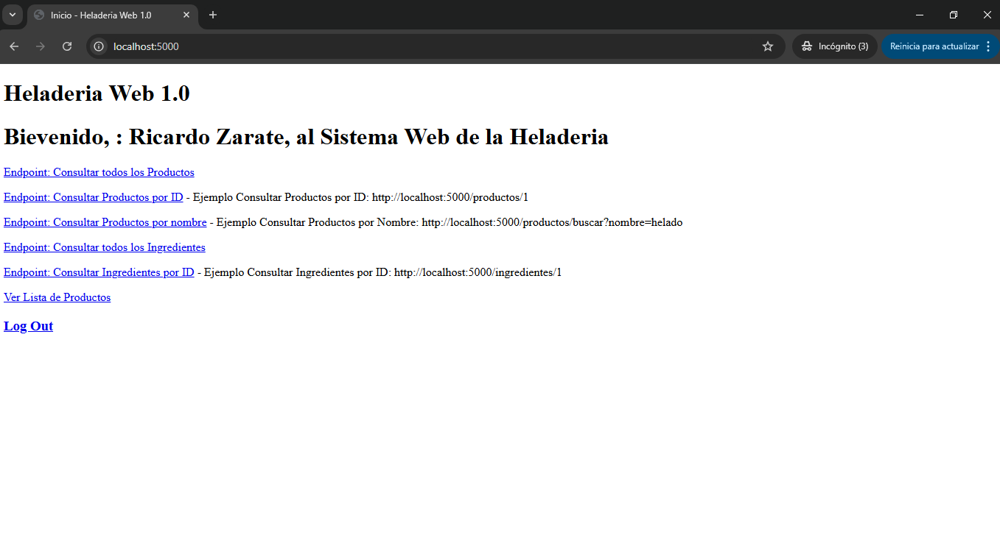 Inicio - Heladeria Web 1.0
localhost:5000
Incógnito (3)
Reinicia para actualizar
Heladeria Web 1.0
Bievenido, : Ricardo Zarate, al Sistema Web de la Heladeria
Endpoint: Consultar todos los Productos
Endpoint: Consultar Productos por ID - Ejemplo Consultar Productos por ID: http://localhost:5000/productos/1
Endpoint: Consultar Productos por nombre - Ejemplo Consultar Productos por Nombre: http://localhost:5000/productos/buscar?nombre=helado
Endpoint: Consultar todos los Ingredientes
Endpoint: Consultar Ingredientes por ID - Ejemplo Consultar Ingredientes por ID: http://localhost:5000/ingredientes/1
Ver Lista de Productos
Log Out